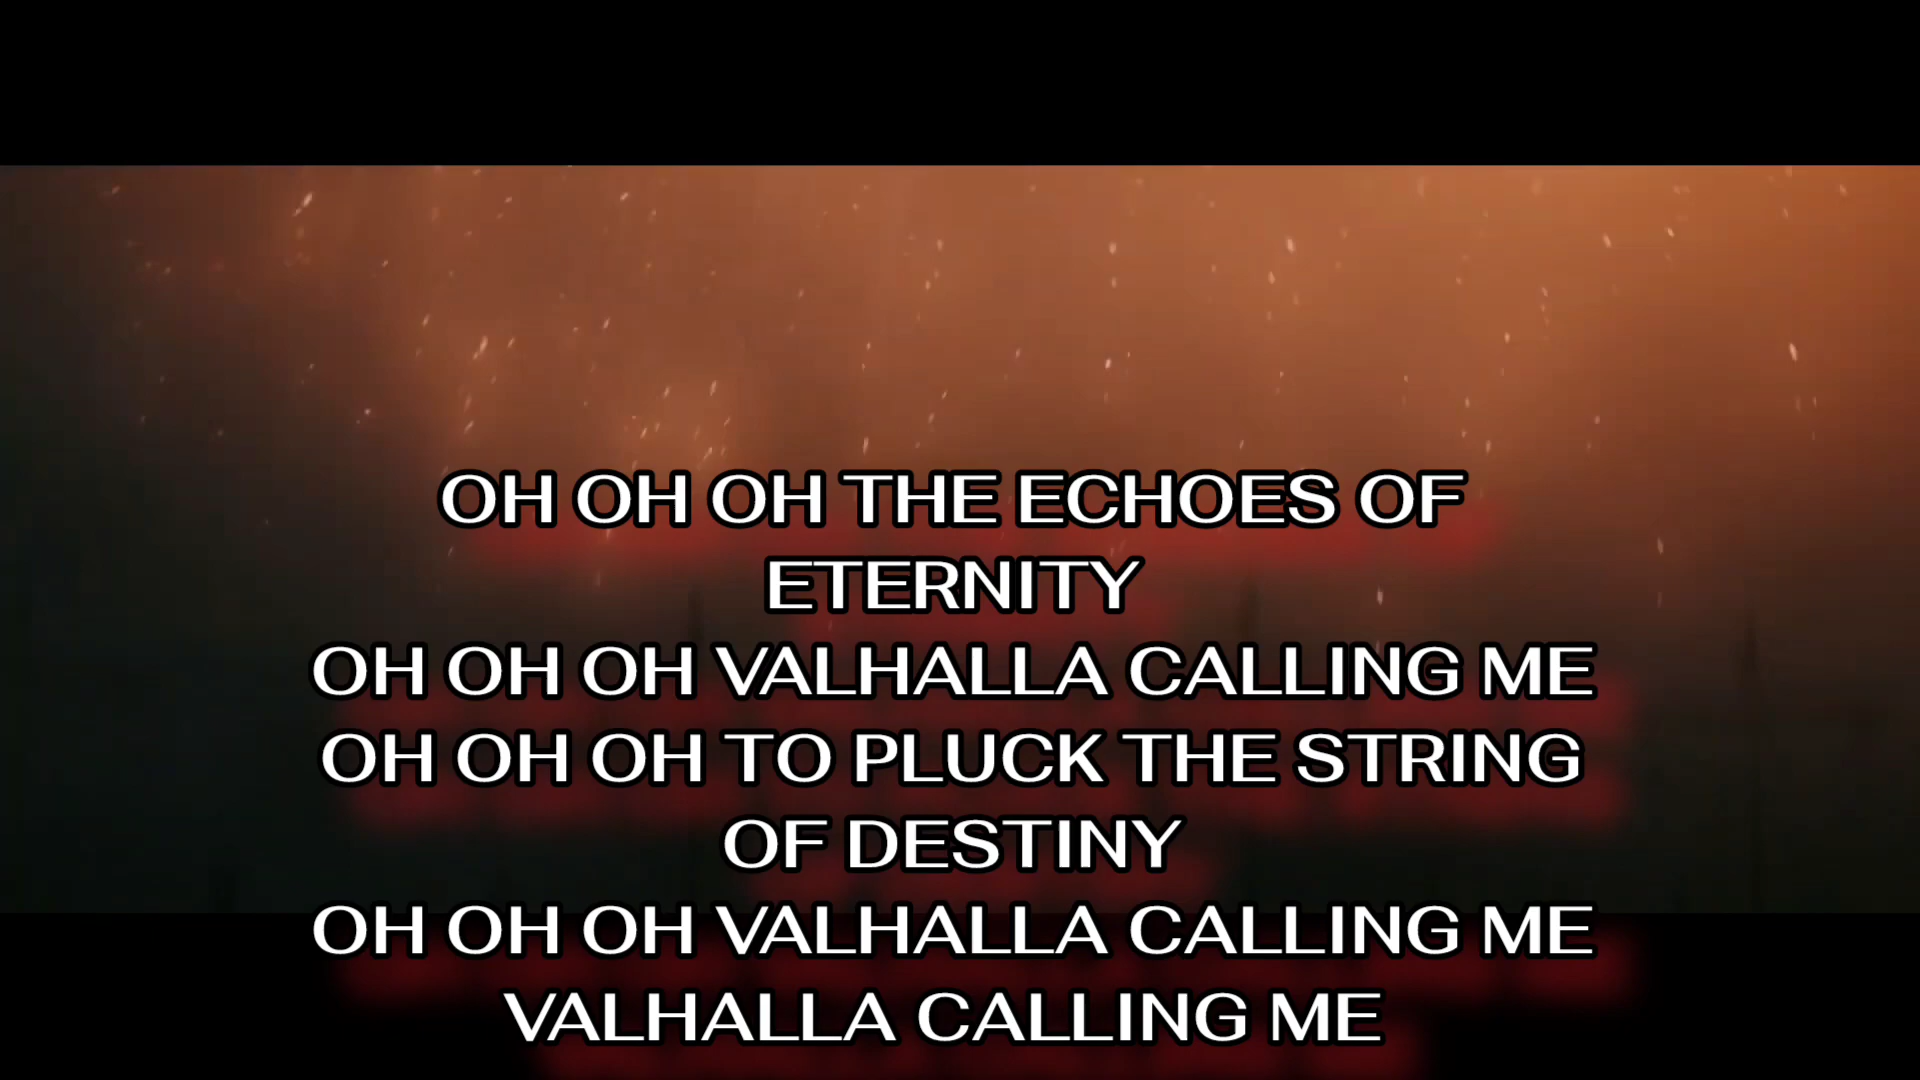 OH OH OH THE ECHOES OF
ETERNITY
OH OH OH VALHALLA CALLING ME
OH OH OH TO PLUCK THE STRING
OF DESTINY
OH OH OH VALHALLA CALLING ME
VALHALLA CALLING ME